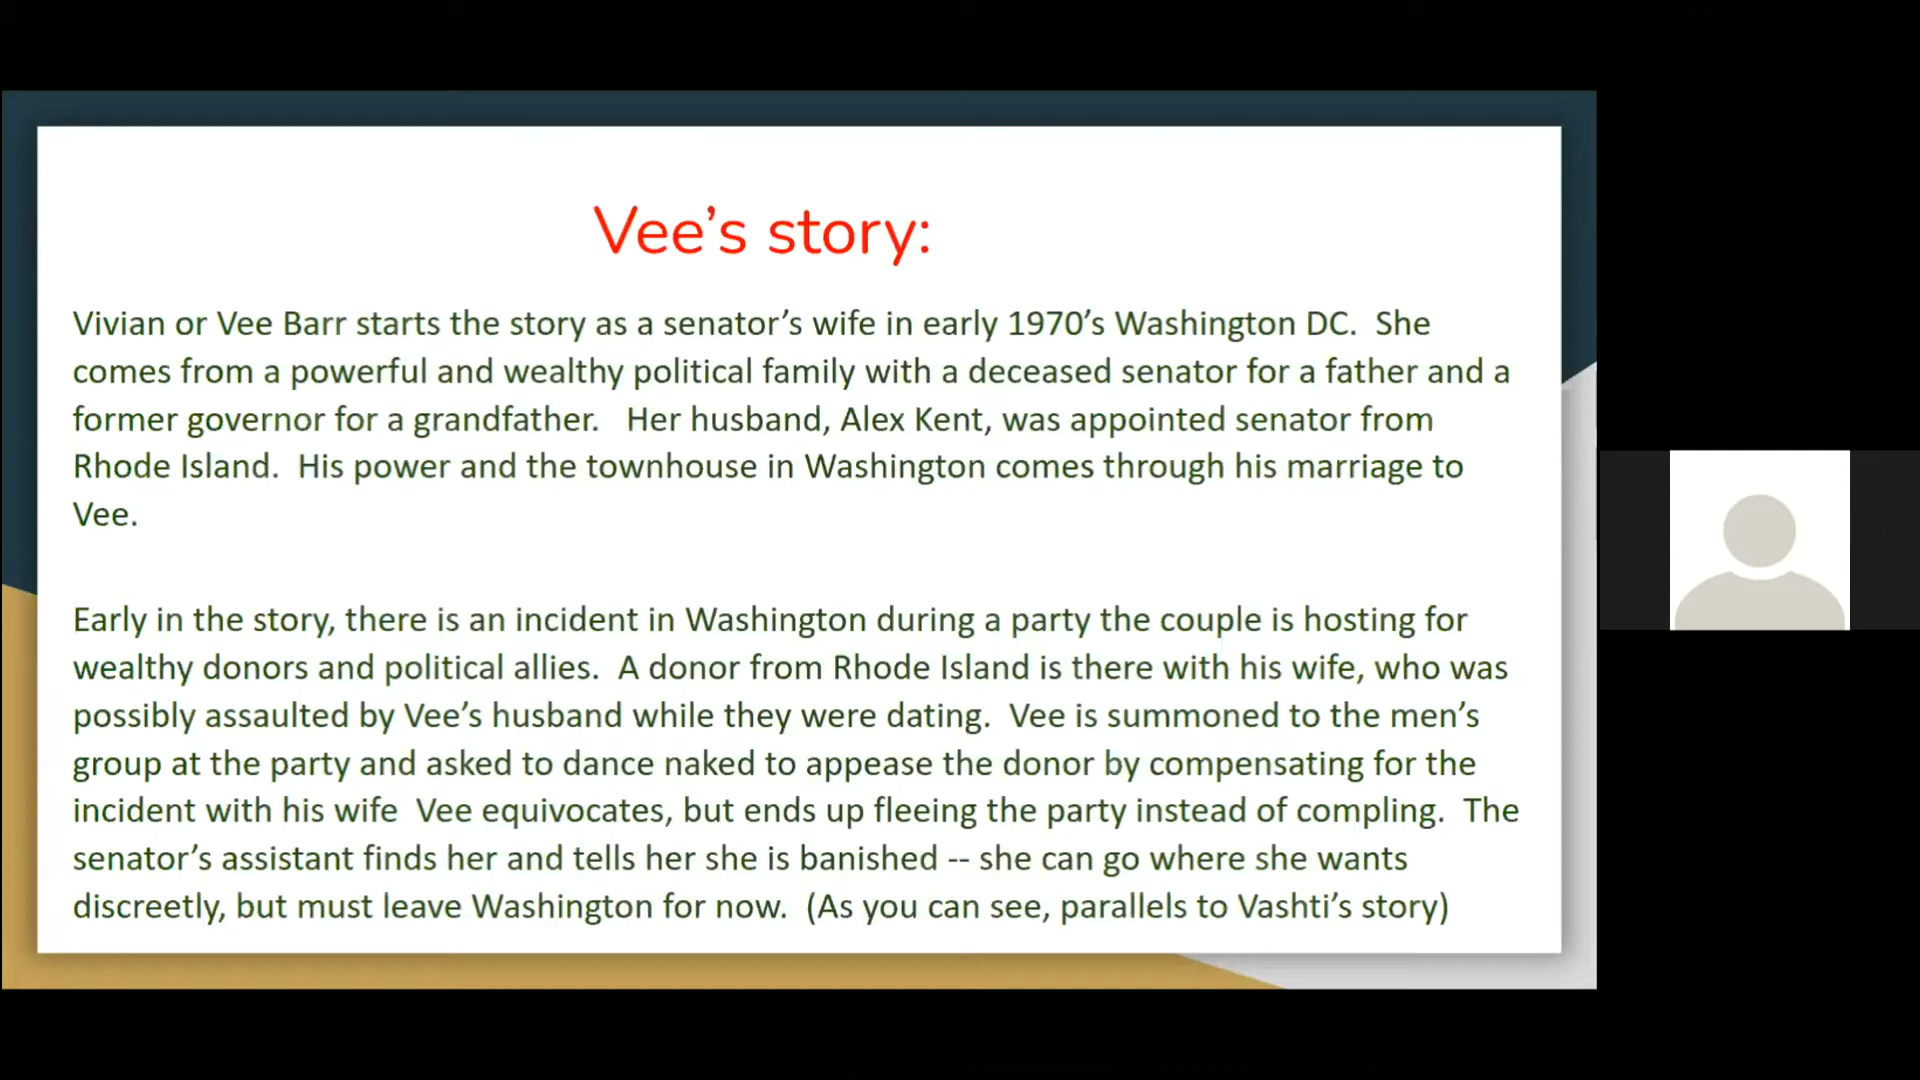 Vee’s story:
Vivian or Vee Barr starts the story as a senator’s wife in early 1970’s Washington DC.  She
comes from a powerful and wealthy political family with a deceased senator for a father and a
former governor for a grandfather.   Her husband, Alex Kent, was appointed senator from
Rhode Island.  His power and the townhouse in Washington comes through his marriage to
Vee.
Early in the story, there is an incident in Washington during a party the couple is hosting for
wealthy donors and political allies.  A donor from Rhode Island is there with his wife, who was
possibly assaulted by Vee’s husband while they were dating.  Vee is summoned to the men’s
group at the party and asked to dance naked to appease the donor by compensating for the
incident with his wife  Vee equivocates, but ends up fleeing the party instead of compling.  The
senator’s assistant finds her and tells her she is banished -- she can go where she wants
discreetly, but must leave Washington for now.  (As you can see, parallels to Vashti’s story)